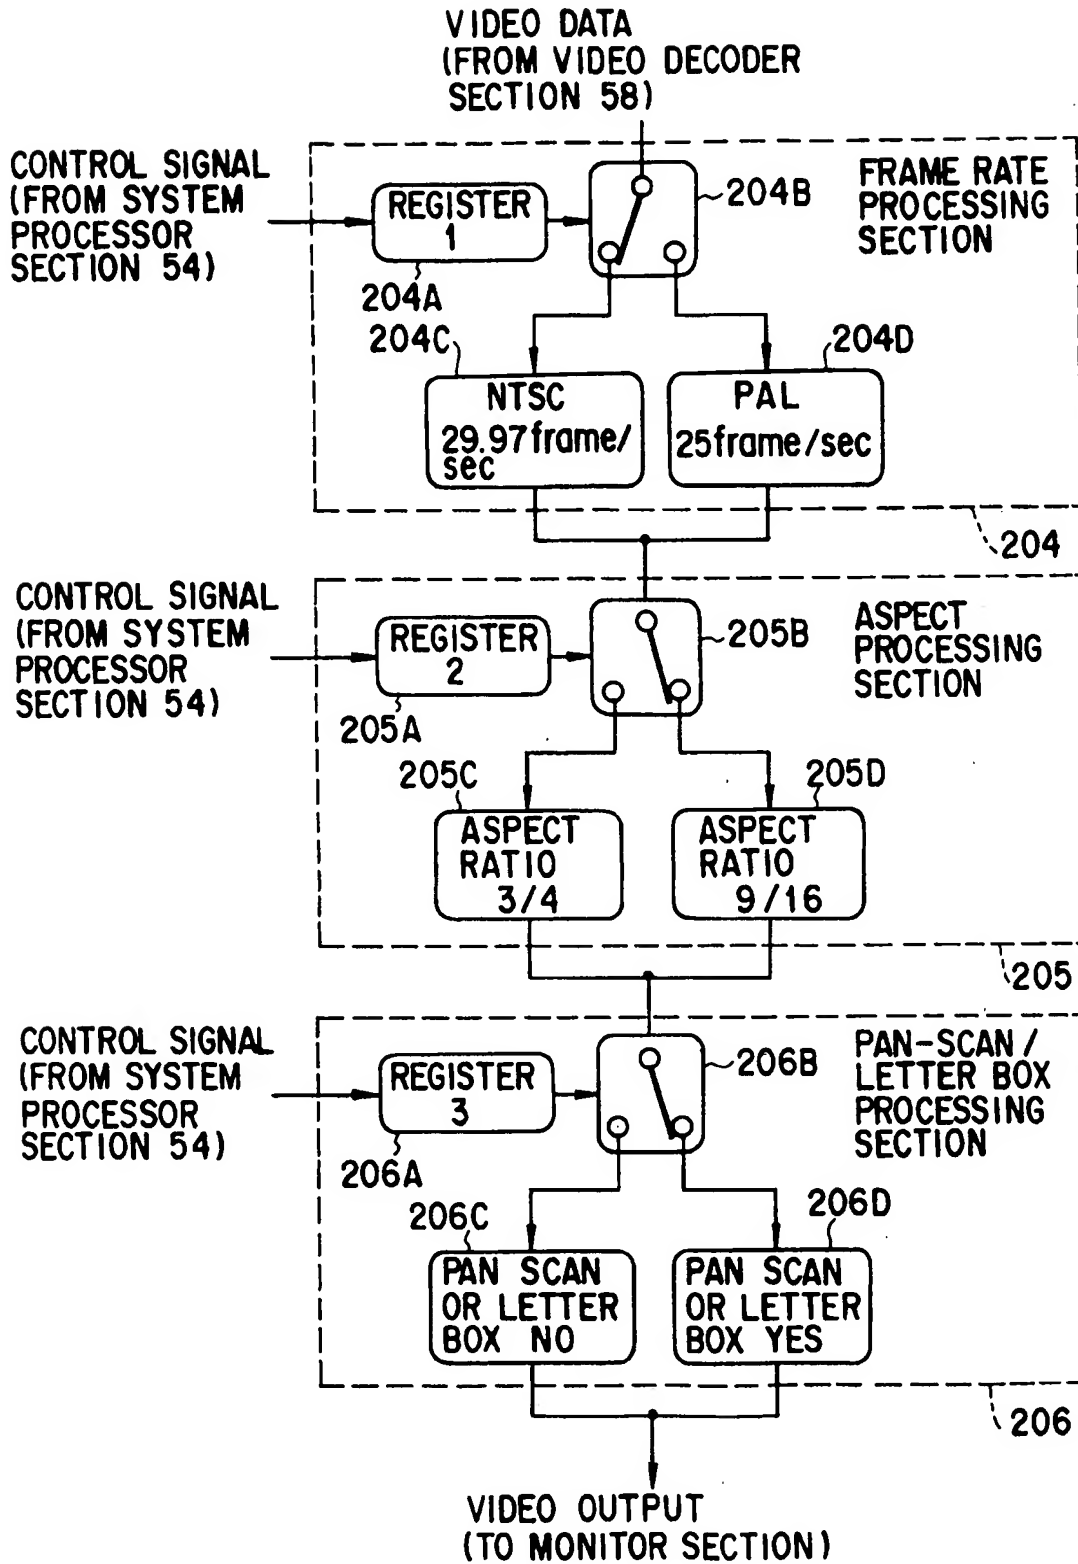 VIDEO DATA
(FROM VIDEO DECODER
SECTION 58)
CONTROL SIGNAL
(FROM SYSTEM
PROCESSOR
SECTION 54)
REGISTER
1
204A
204B
FRAME RATE
PROCESSING
SECTION
204C
NTSC
29.97frame/
sec
204D
PAL
25frame/sec
204
CONTROL SIGNAL
(FROM SYSTEM
PROCESSOR
SECTION 54)
REGISTER
2
205A
205B
ASPECT
PROCESSING
SECTION
205C
ASPECT
RATIO
3/4
205D
ASPECT
RATIO
9/16
205
CONTROL SIGNAL
(FROM SYSTEM
PROCESSOR
SECTION 54)
REGISTER
3
206A
206B
PAN-SCAN/
LETTER BOX
PROCESSING
SECTION
206C
PAN SCAN
OR LETTER
BOX NO
206D
PAN SCAN
OR LETTER
BOX YES
206
VIDEO OUTPUT
(TO MONITOR SECTION)